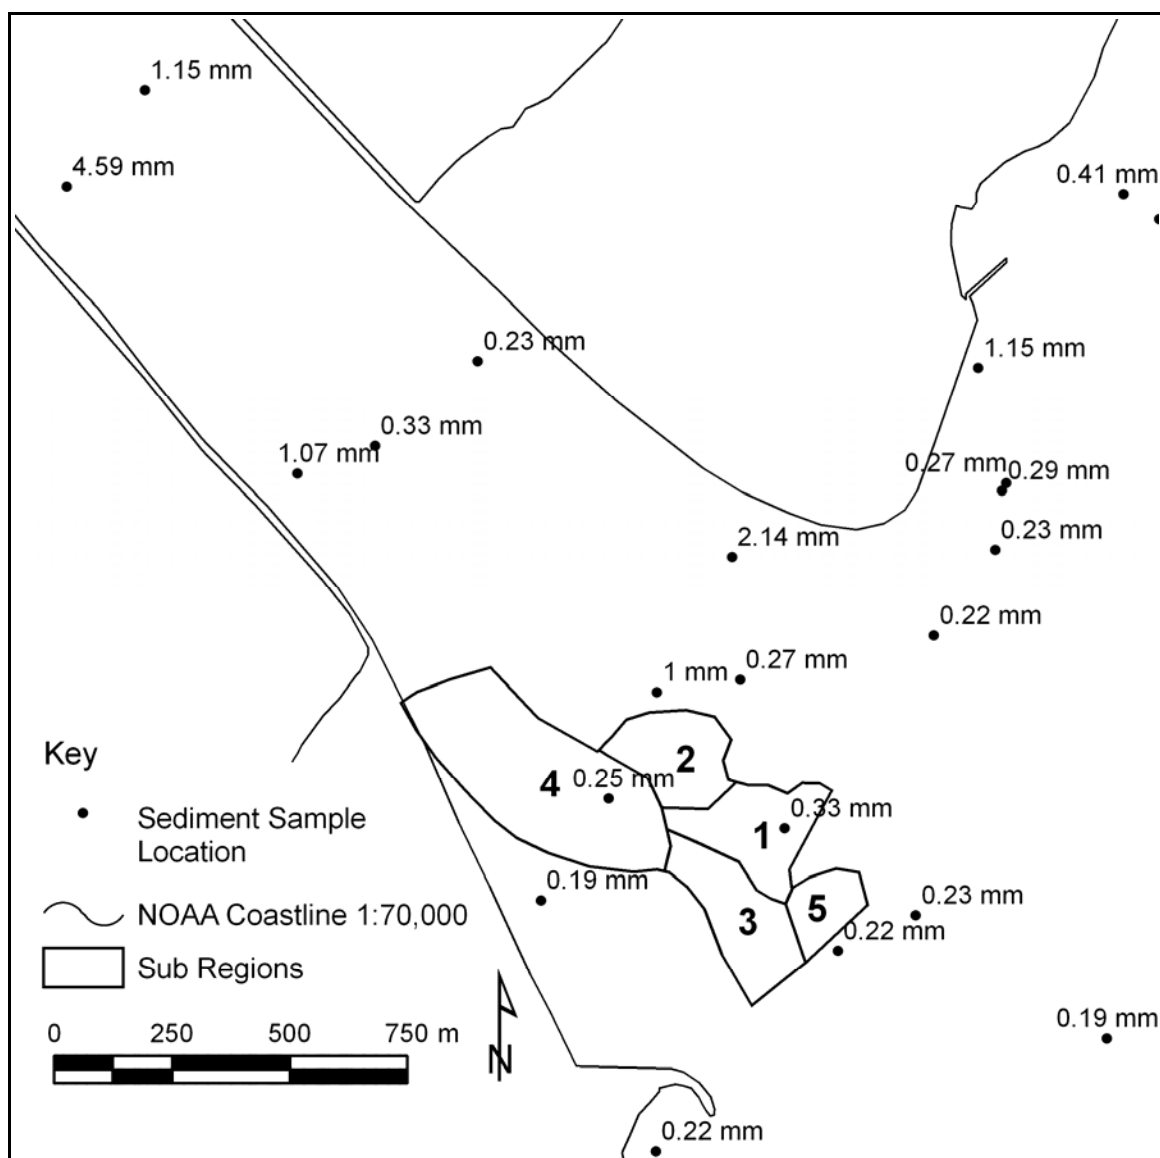 1.15 mm
4.59 mm
0.41 mm
0.23 mm
1.15 mm
0.33 mm
1.07 mm
0.27 mm
0.29 mm
2.14 mm
0.23 mm
0.22 mm
1 mm
0.27 mm
2
4
0.25 mm
0.33 mm
1
0.19 mm
5
3
0.23 mm
0.22 mm
0.19 mm
0.22 mm
Key
Sediment Sample
Location
NOAA Coastline 1:70,000
Sub Regions
0 250 500 750 m
N